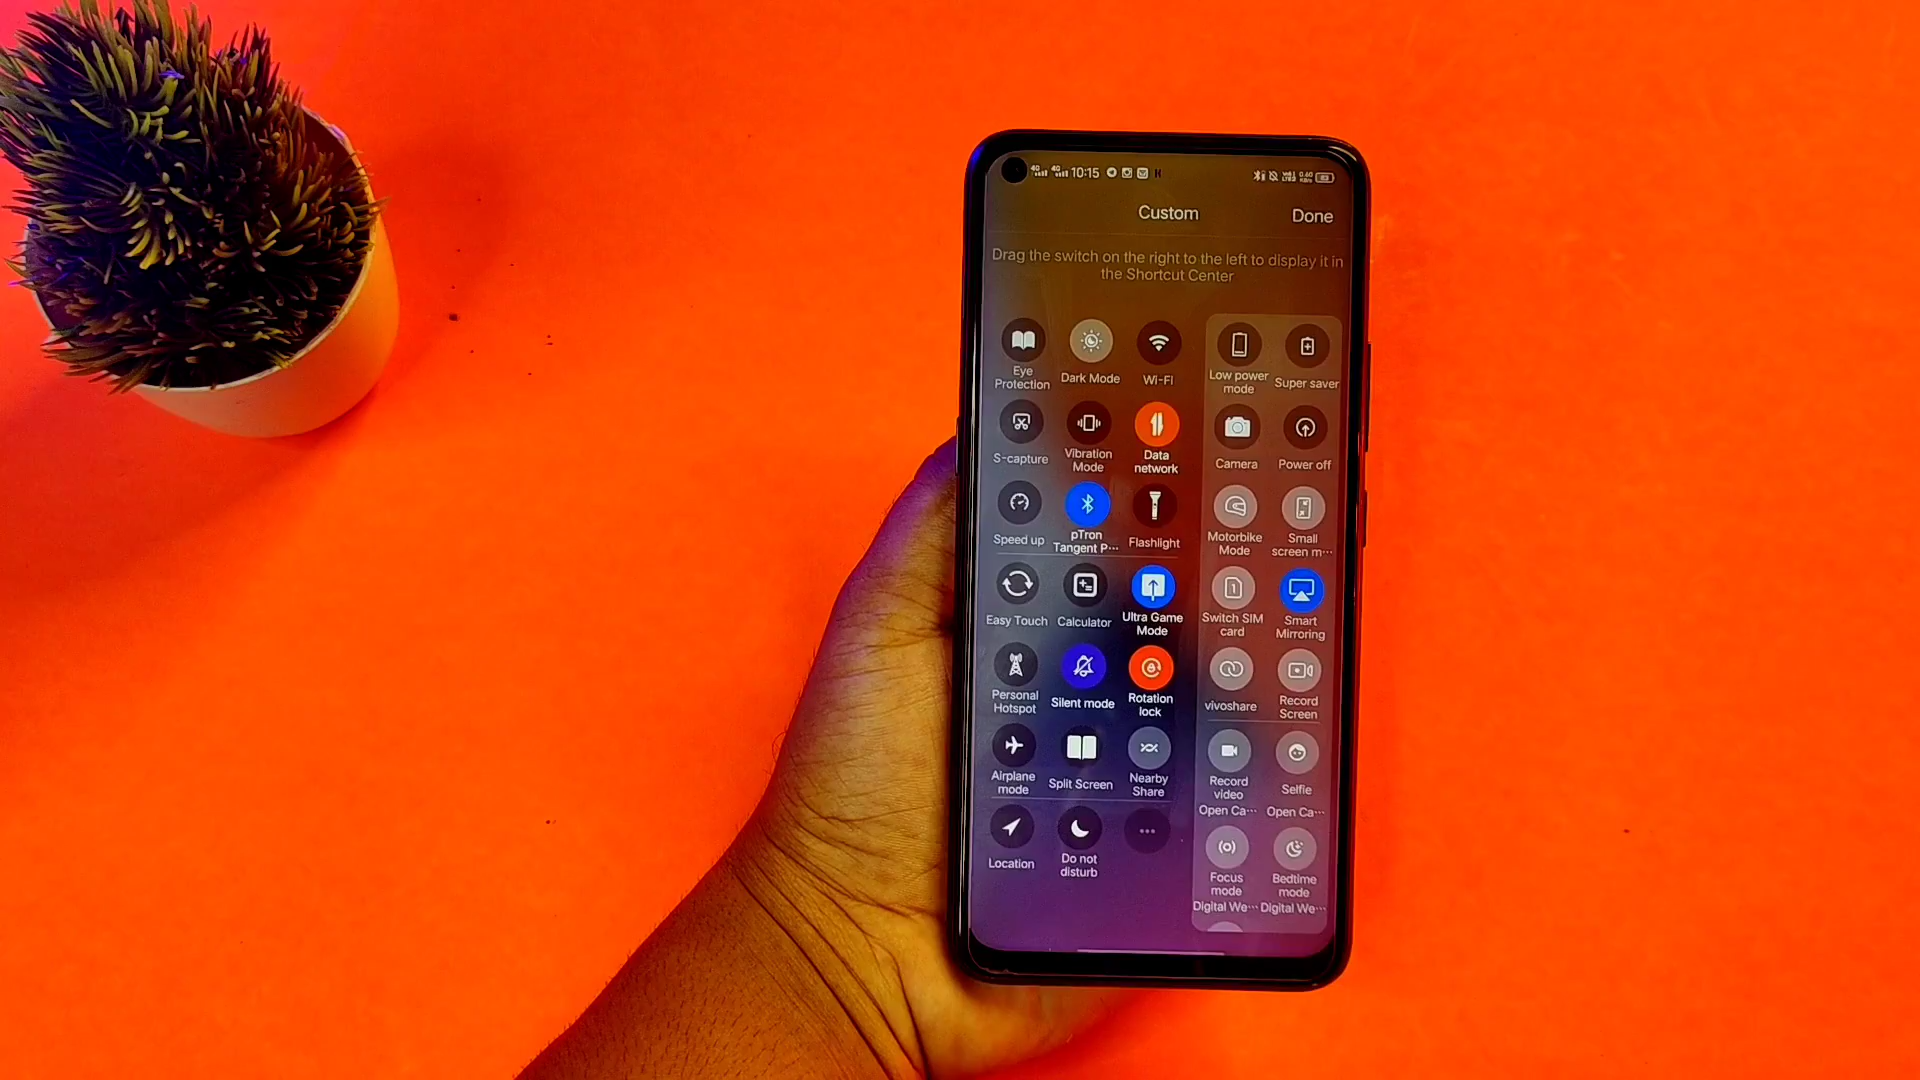 4G 4G 10:15
Custom
Done
Drag the switch on the right to the left to display it in
the Shortcut Center
Eye
Protection
Dark Mode
Wi-Fi
Low power
mode
Super saver
S-capture
Vibration
Mode
Data
network
Camera
Power off
Speed up
pTron
Tangent P···
Flashlight
Motorbike
Mode
Small
screen m···
Easy Touch
Calculator
Ultra Game
Mode
Switch SIM
card
Smart
Mirroring
Personal
Hotspot
Silent mode
Rotation
lock
vivoshare
Record
Screen
Airplane
mode
Split Screen
Nearby
Share
Record
video
Open Ca···
Selfie
Open Ca···
Location
Do not
disturb
Focus
mode
Digital We···
Bedtime
mode
Digital We···